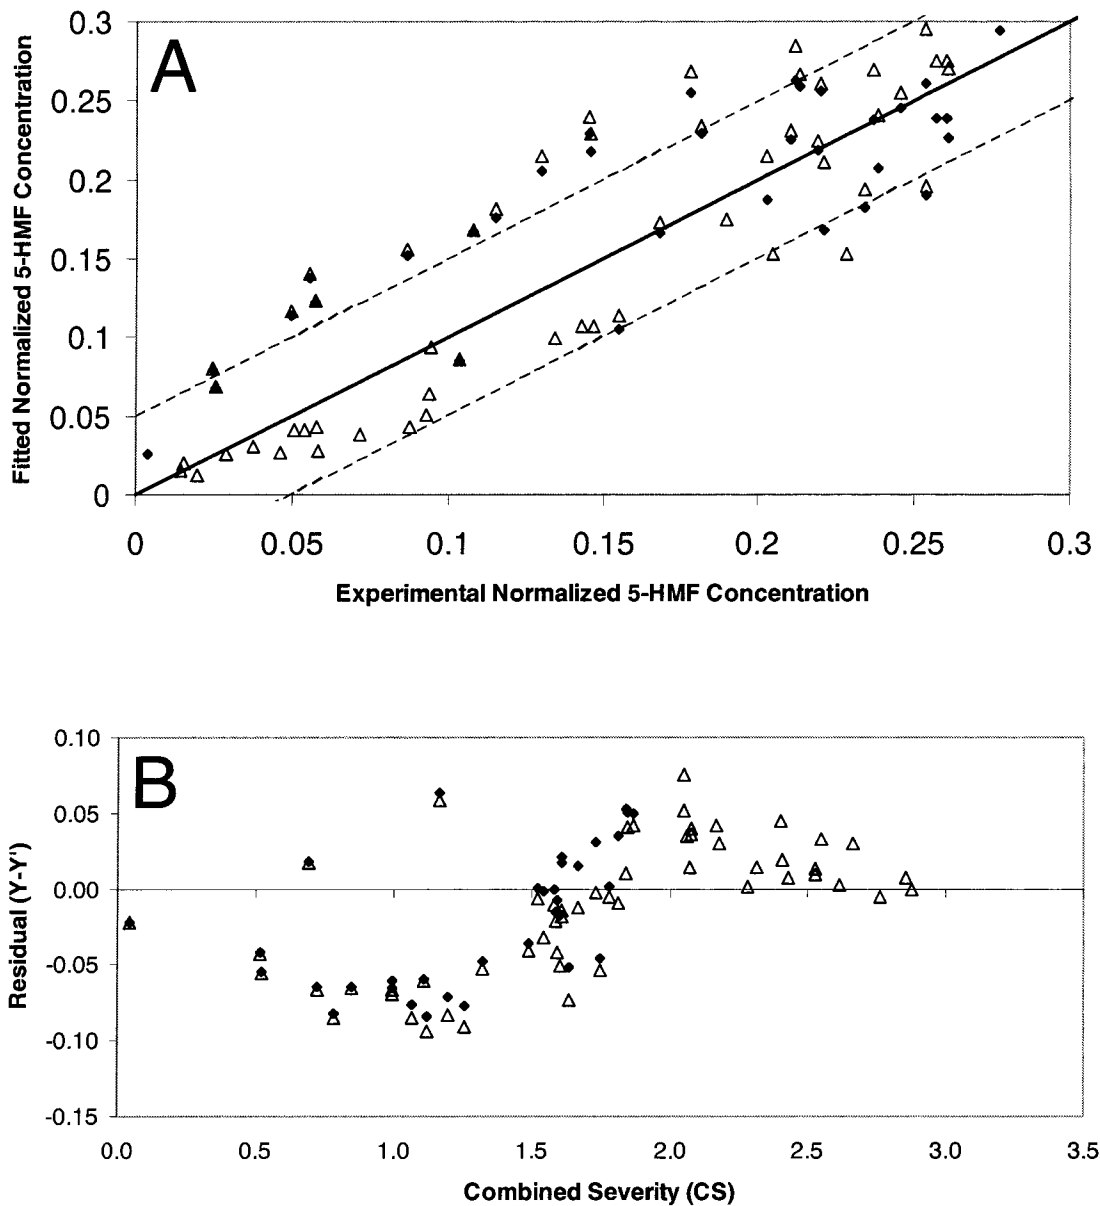 A
Fitted Normalized 5-HMF Concentration
0.3
0.25
0.2
0.15
0.1
0.05
0
0 0.05 0.1 0.15 0.2 0.25 0.3
Experimental Normalized 5-HMF Concentration
B
Residual (Y-Y')
0.10
0.05
0.00
-0.05
-0.10
-0.15
0.0 0.5 1.0 1.5 2.0 2.5 3.0 3.5
Combined Severity (CS)